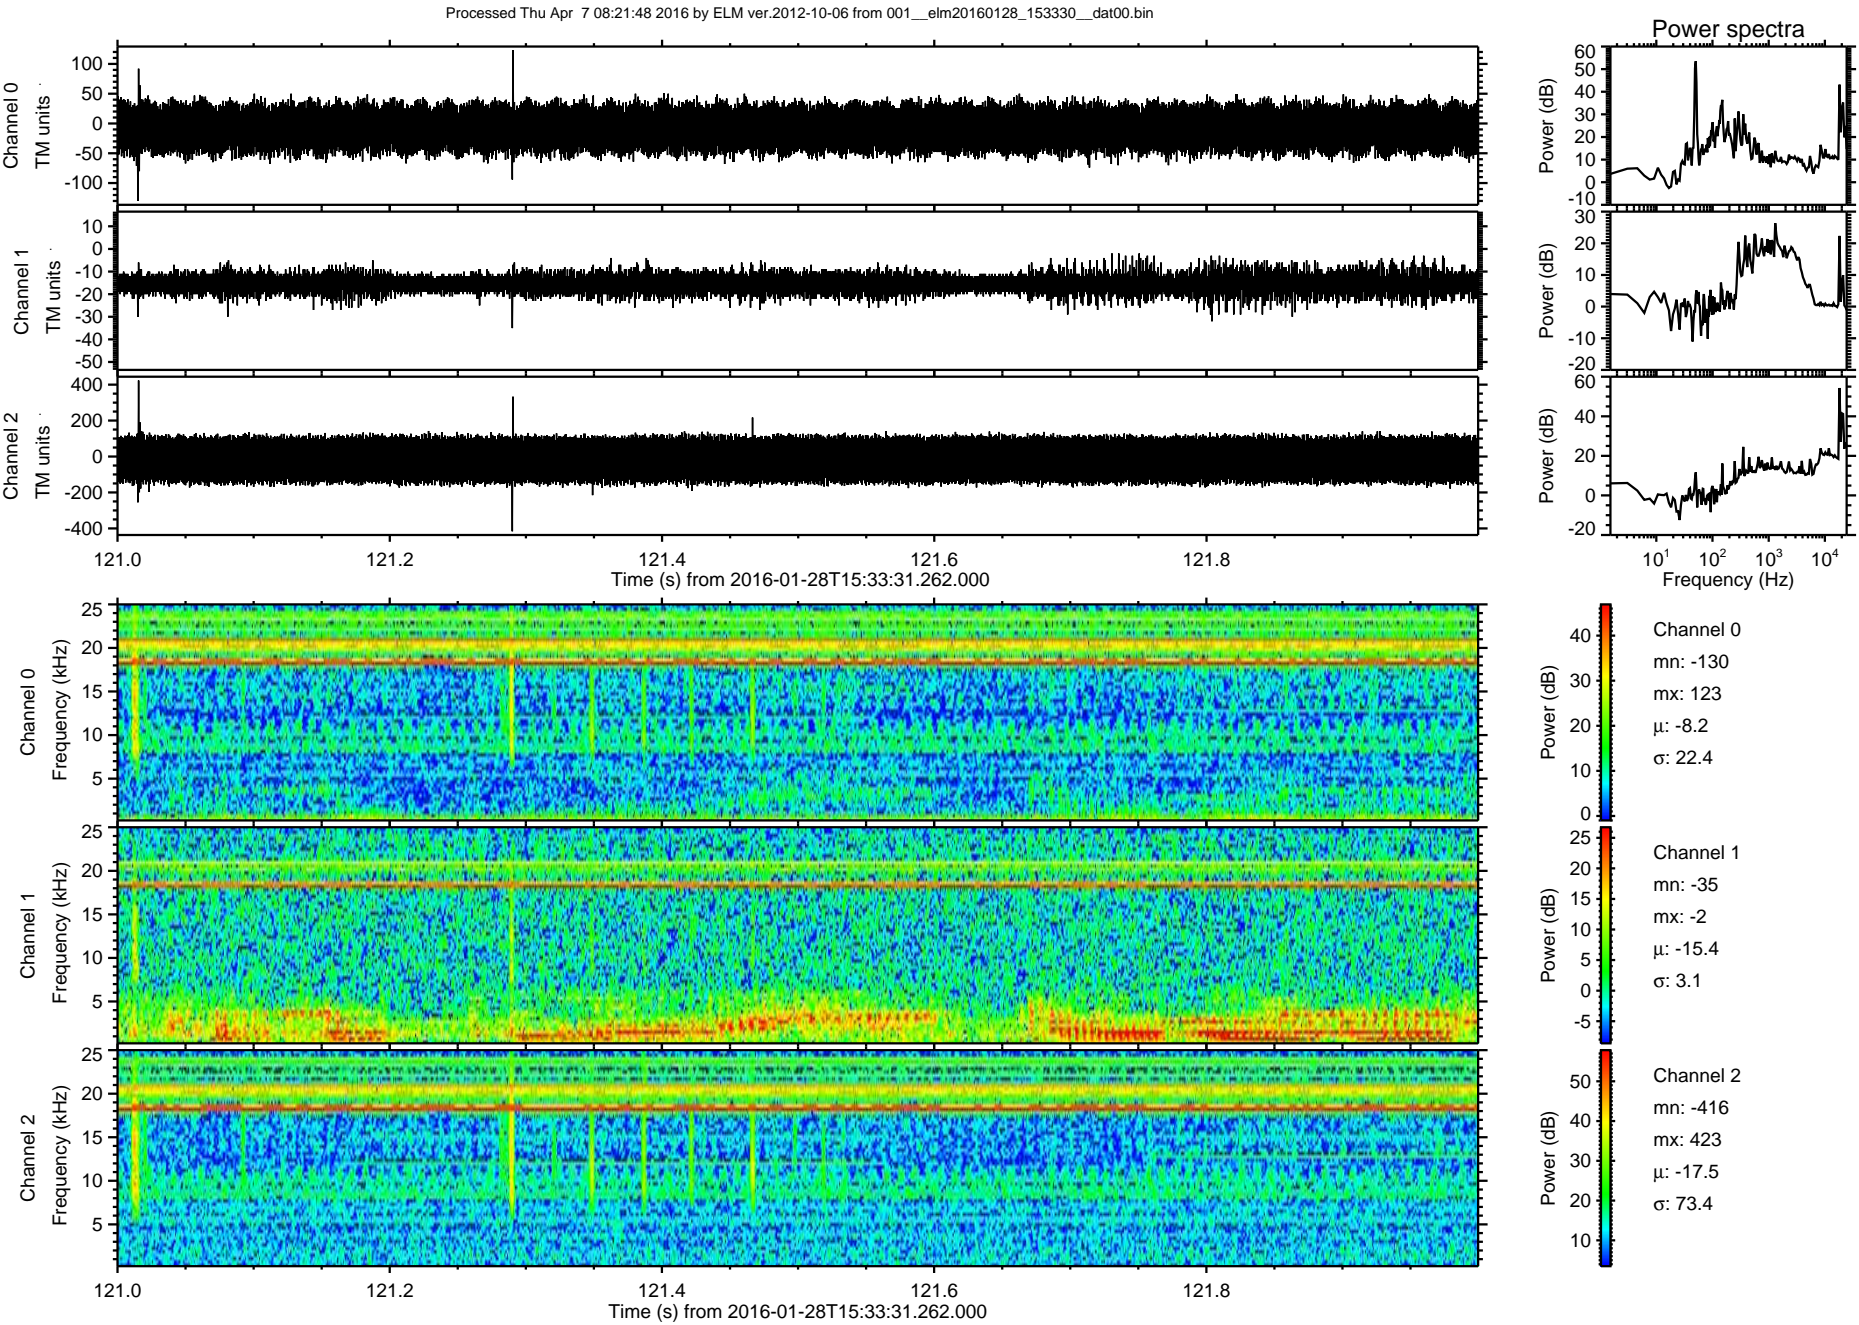 Processed Thu Apr  7 08:21:48 2016 by ELM ver.2012-10-06 from 001__elm20160128_153330__dat00.bin
Power spectra
Channel 0
TM units
100
50
0
-50
-100
Power (dB)
60
50
40
30
20
10
0
-10
Channel 1
TM units
10
0
-10
-20
-30
-40
-50
Power (dB)
30
20
10
0
-10
-20
Channel 2
TM units
400
200
0
-200
-400
Power (dB)
60
40
20
0
-20
121.0 121.2 121.4 121.6 121.8
Time (s) from 2016-01-28T15:33:31.262.000
10¹ 10² 10³ 10⁴
Frequency (Hz)
Channel 0
Frequency (kHz)
25
20
15
10
5
Power (dB)
40
30
20
10
0
Channel 0
mn: -130
mx: 123
μ: -8.2
σ: 22.4
Channel 1
Frequency (kHz)
25
20
15
10
5
Power (dB)
25
20
15
10
5
0
-5
Channel 1
mn: -35
mx: -2
μ: -15.4
σ: 3.1
Channel 2
Frequency (kHz)
25
20
15
10
5
Power (dB)
50
40
30
20
10
Channel 2
mn: -416
mx: 423
μ: -17.5
σ: 73.4
121.0 121.2 121.4 121.6 121.8
Time (s) from 2016-01-28T15:33:31.262.000